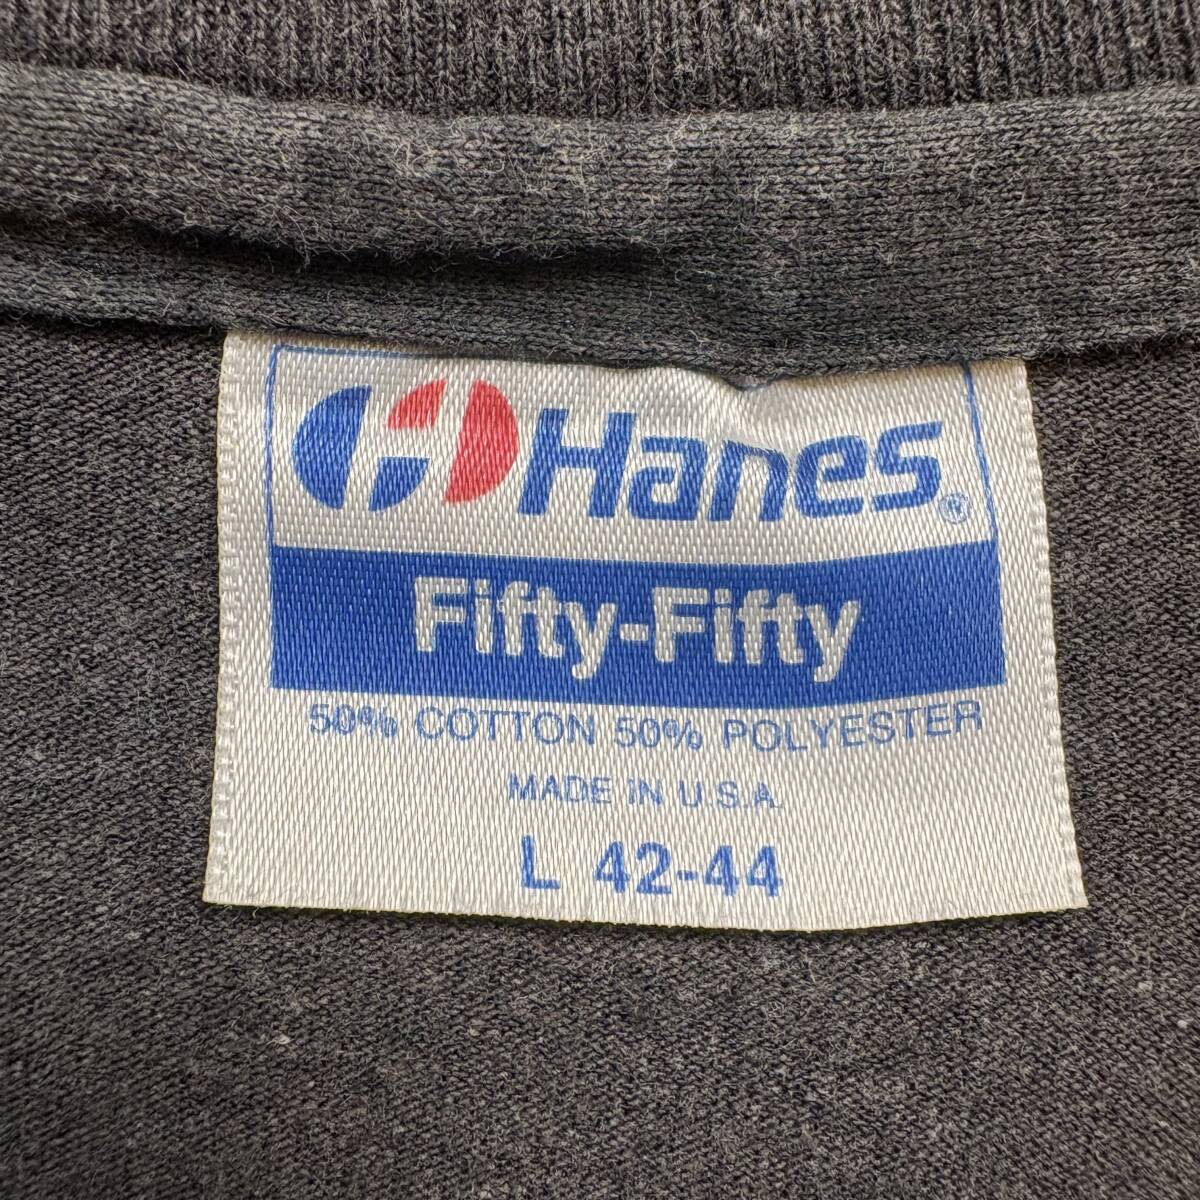 Hanes®
Fifty-Fifty
50% COTTON 50% POLYESTER
MADE IN U.S.A.
L 42-44